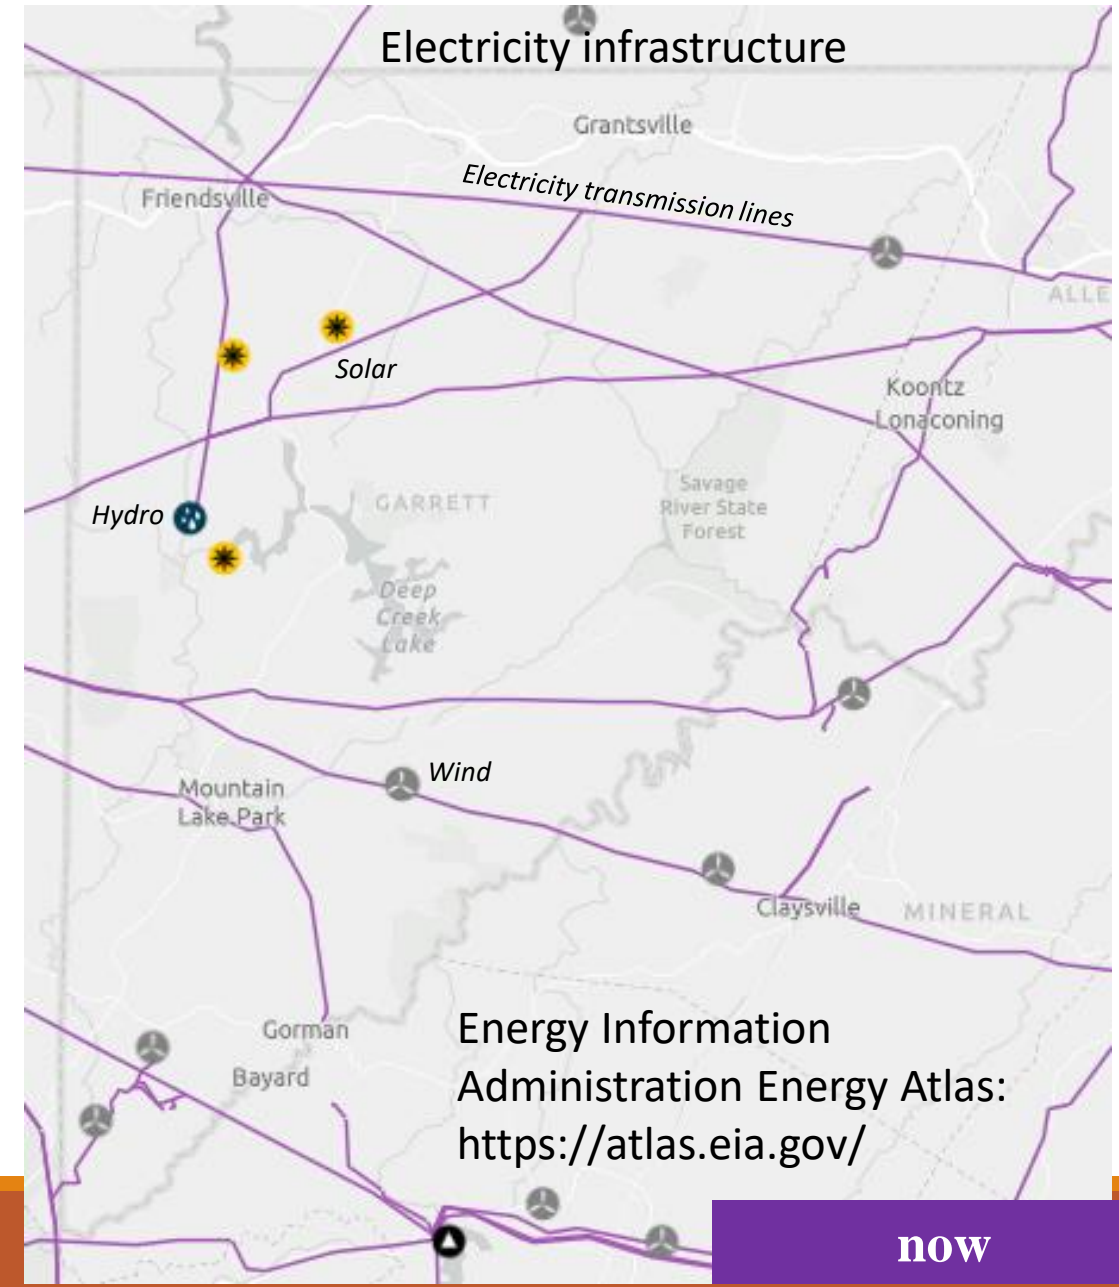 Electricity infrastructure
Grantsville
Electricity transmission lines
Friendsville
ALLE
Solar
Koontz
Lonaconing
Savage
River State
Forest
GARRETT
Hydro
Deep
Creek
Lake
Wind
Mountain
Lake Park
Claysville
MINERAL
Gorman
Bayard
Energy Information
Administration Energy Atlas:
https://atlas.eia.gov/
now